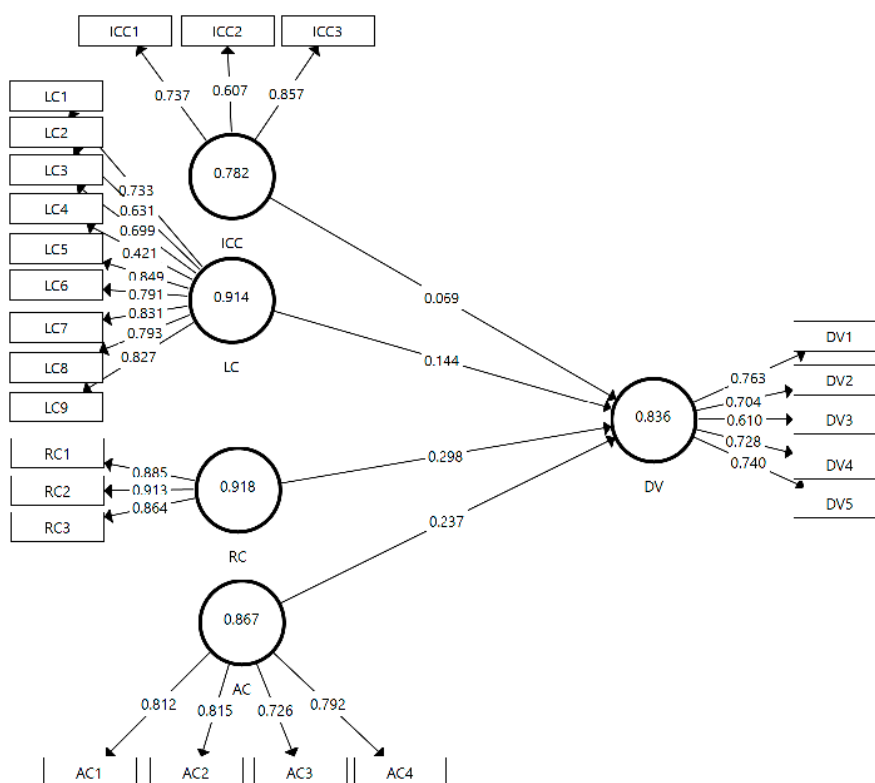 ICC1
ICC2
ICC3
0.737
0.607
0.857
LC1
LC2
LC3
LC4
LC5
LC6
LC7
LC8
LC9
0.733
0.631
0.699
0.421
0.849
0.791
0.831
0.793
0.827
0.782
ICC
0.914
LC
0.069
0.144
RC1
RC2
RC3
0.885
0.913
0.864
0.918
RC
0.298
0.237
0.836
DV
0.763
0.704
0.610
0.728
0.740
DV1
DV2
DV3
DV4
DV5
0.867
AC
0.812
0.815
0.726
0.792
AC1
AC2
AC3
AC4